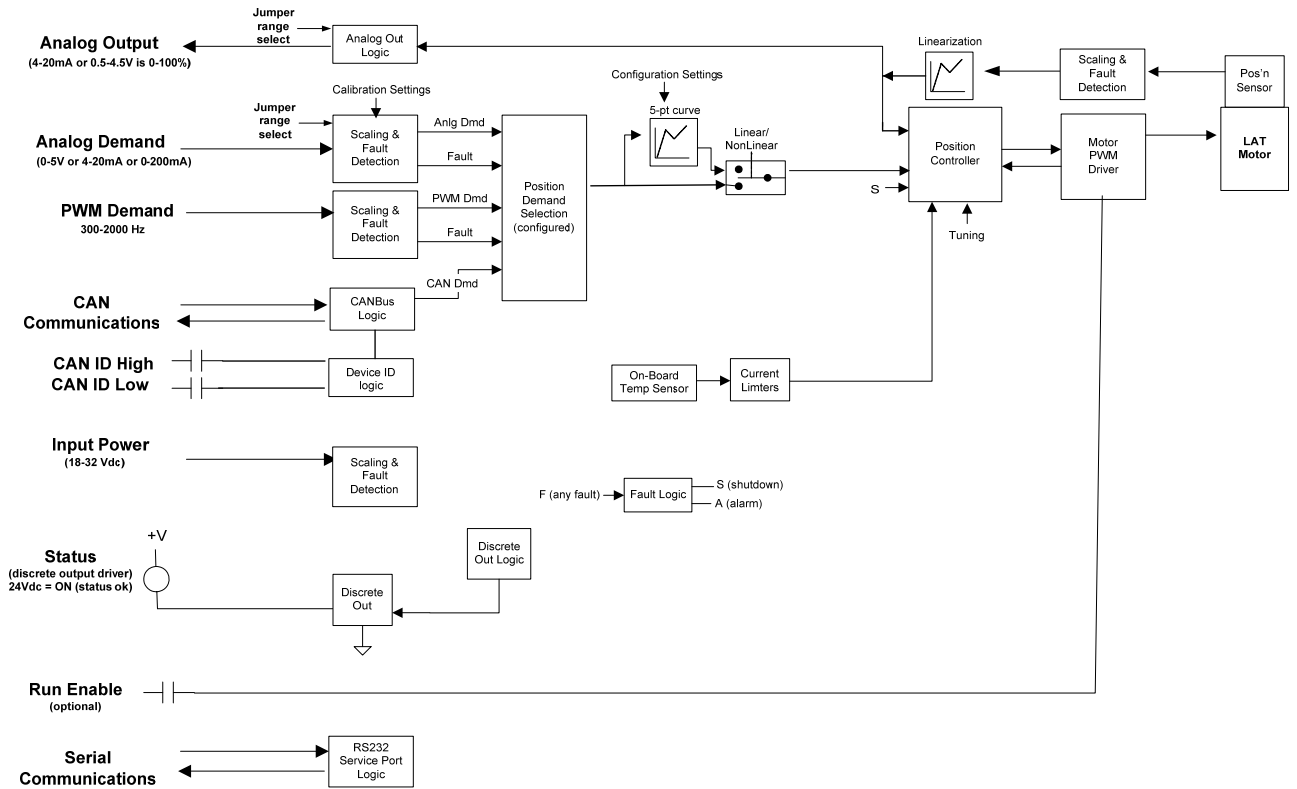 Jumper
range
select
Analog Output
(4-20mA or 0.5-4.5V is 0-100%)
Analog Out
Logic
Linearization
Scaling &
Fault
Detection
Pos'n
Sensor
LAT
Motor
Configuration Settings
5-pt curve
Calibration Settings
Jumper
range
select
Analog Demand
(0-5V or 4-20mA or 0-200mA)
Scaling &
Fault
Detection
Anlg Dmd
Fault
Linear/
NonLinear
Position
Controller
Motor
PWM
Driver
S
Tuning
PWM Demand
300-2000 Hz
Scaling &
Fault
Detection
PWM Dmd
Fault
Position
Demand
Selection
(configured)
CAN Dmd
CAN
Communications
CANBus
Logic
CAN ID High
CAN ID Low
Device ID
logic
On-Board
Temp Sensor
Current
Limters
Input Power
(18-32 Vdc)
Scaling &
Fault
Detection
F (any fault)
Fault Logic
S (shutdown)
A (alarm)
+V
Status
(discrete output driver)
24Vdc = ON (status ok)
Discrete
Out Logic
Discrete
Out
Run Enable
(optional)
Serial
Communications
RS232
Service Port
Logic